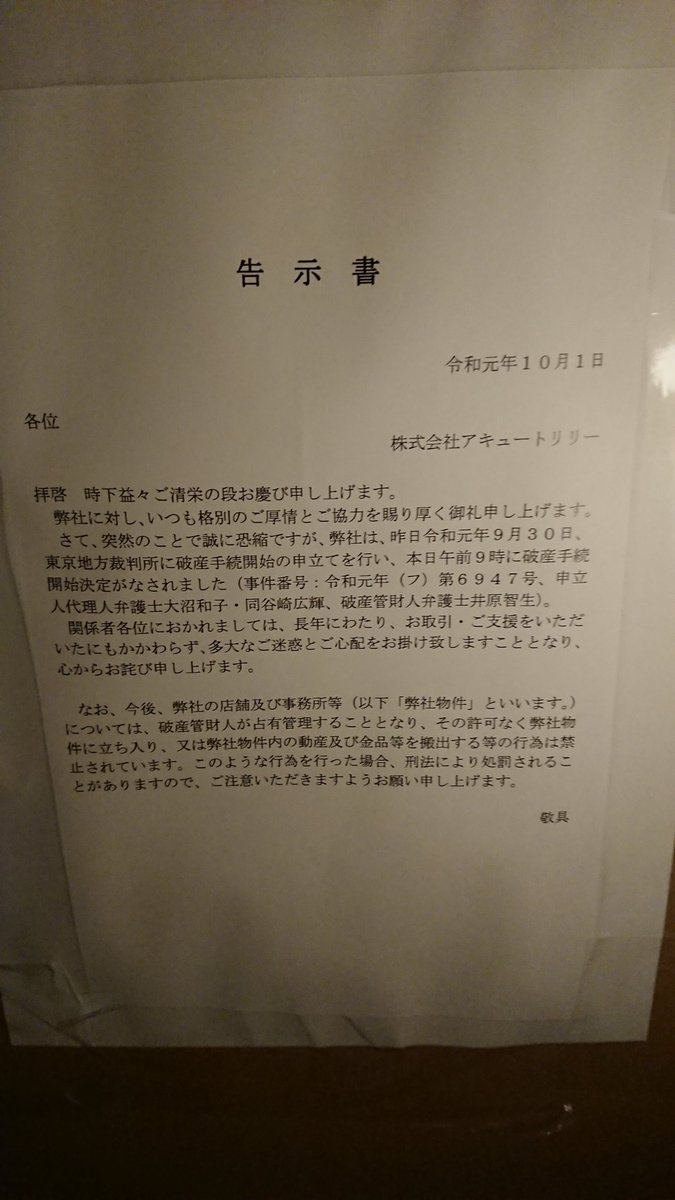 告 示 書
令和元年１０月１日
各位
株式会社アキュートリリー
拝啓　時下益々ご清栄の段お慶び申し上げます。
弊社に対し、いつも格別のご厚情とご協力を賜り厚く御礼申し上げます。
さて、突然のことで誠に恐縮ですが、弊社は、昨日令和元年９月３０日、
東京地方裁判所に破産手続開始の申立てを行い、本日午前９時に破産手続
開始決定がなされました（事件番号：令和元年（フ）第６９４７号、申立
人代理人弁護士大沼和子・同谷崎広輝、破産管財人弁護士井原智生）。
関係者各位におかれましては、長年にわたり、お取引・ご支援をいただ
いたにもかかわらず、多大なご迷惑とご心配をお掛け致しますこととなり、
心からお詫び申し上げます。
なお、今後、弊社の店舗及び事務所等（以下「弊社物件」といいます。）
については、破産管財人が占有管理することとなり、その許可なく弊社物
件に立ち入り、又は弊社物件内の動産及び金品等を搬出する等の行為は禁
止されています。このような行為を行った場合、刑法により処罰されるこ
とがありますので、ご注意いただきますようお願い申し上げます。
敬具